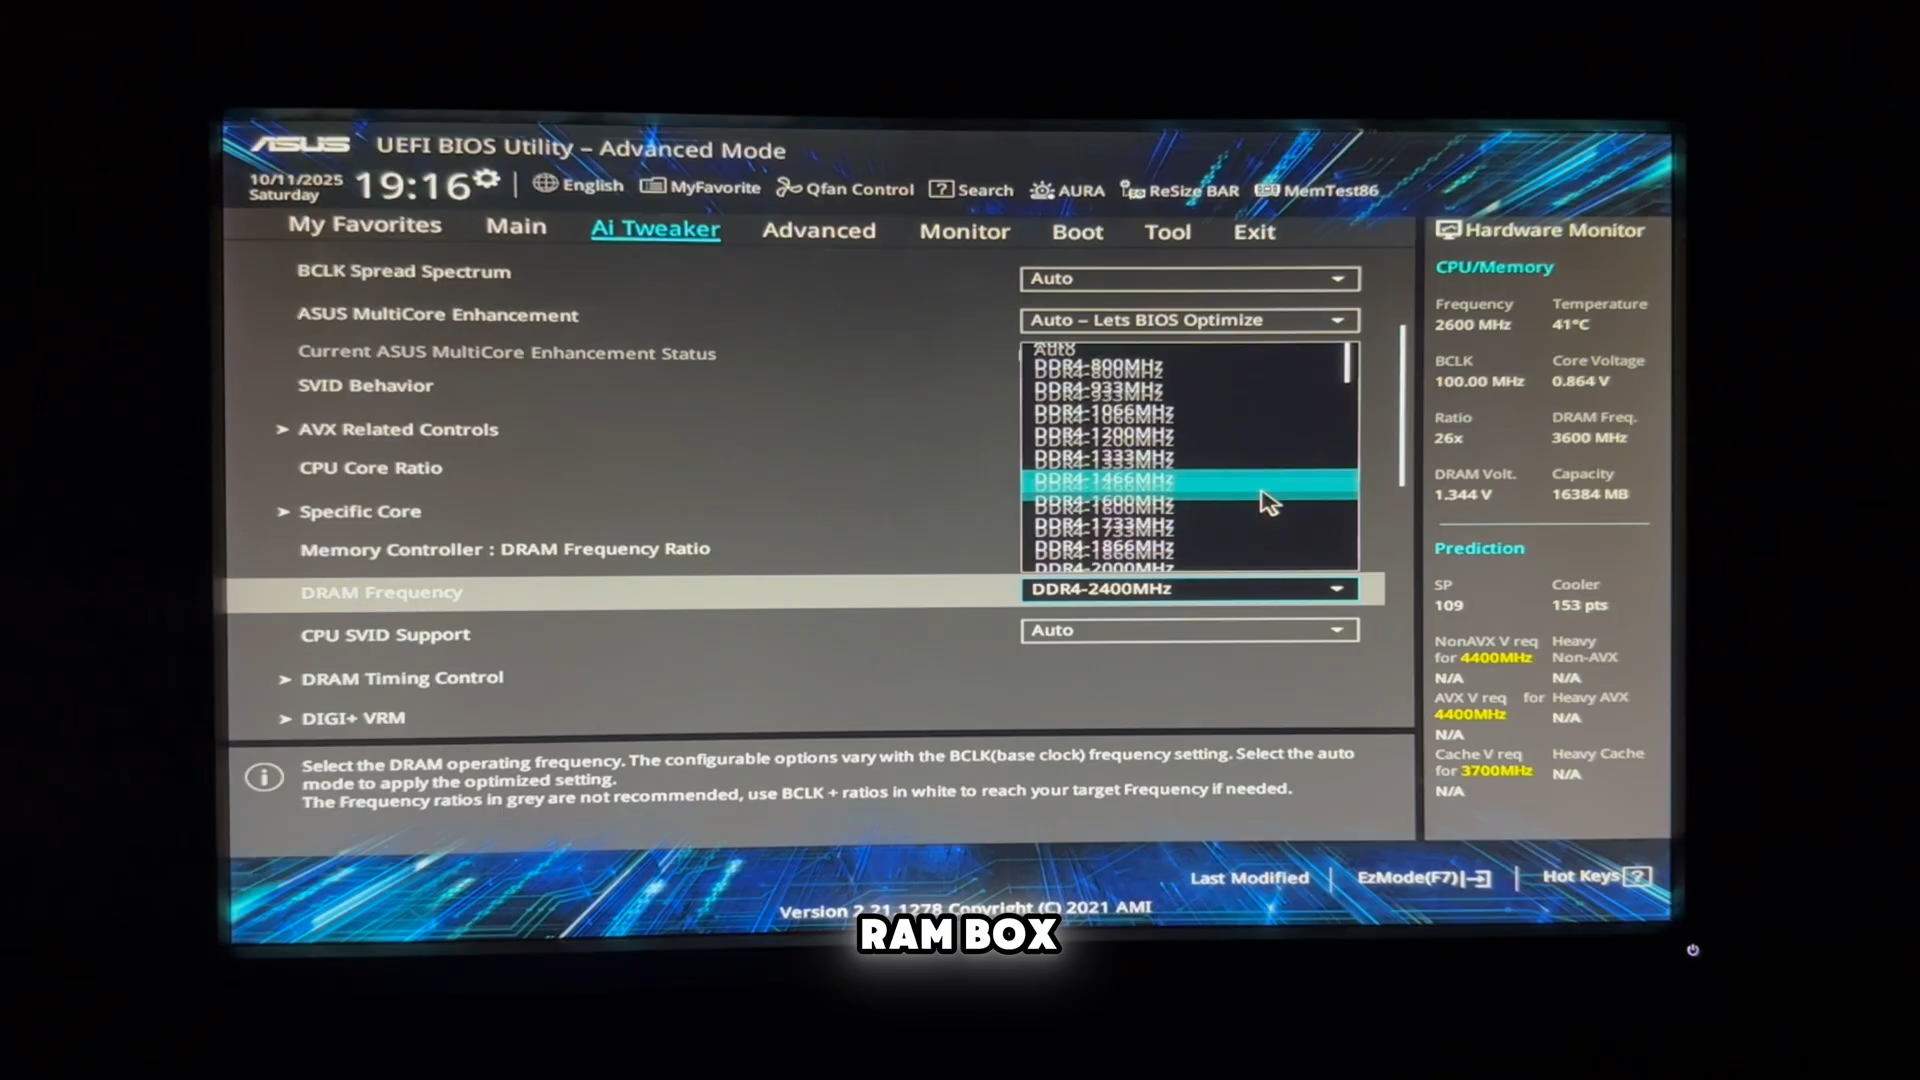 ASUS UEFI BIOS Utility – Advanced Mode
10/11/2025
Saturday
19:16
English
MyFavorite
Qfan Control
? Search
AURA
ReSize BAR
MemTest86
My Favorites
Main
Ai Tweaker
Advanced
Monitor
Boot
Tool
Exit
BCLK Spread Spectrum
Auto
ASUS MultiCore Enhancement
Auto – Lets BIOS Optimize
Current ASUS MultiCore Enhancement Status
SVID Behavior
> AVX Related Controls
CPU Core Ratio
> Specific Core
Memory Controller : DRAM Frequency Ratio
Auto
DDR4-800MHz
DDR4-933MHz
DDR4-1066MHz
DDR4-1200MHz
DDR4-1333MHz
DDR4-1466MHz
DDR4-1600MHz
DDR4-1733MHz
DDR4-1866MHz
DDR4-2000MHz
DRAM Frequency
DDR4-2400MHz
CPU SVID Support
Auto
> DRAM Timing Control
> DIGI+ VRM
i
Select the DRAM operating frequency. The configurable options vary with the BCLK(base clock) frequency setting. Select the auto
mode to apply the optimized setting.
The Frequency ratios in grey are not recommended, use BCLK + ratios in white to reach your target Frequency if needed.
Hardware Monitor
CPU/Memory
Frequency Temperature
2600 MHz 41°C
BCLK Core Voltage
100.00 MHz 0.864 V
Ratio DRAM Freq.
26x 3600 MHz
DRAM Volt. Capacity
1.344 V 16384 MB
Prediction
SP Cooler
109 153 pts
NonAVX V req Heavy
for 4400MHz Non-AVX
N/A N/A
AVX V req for Heavy AVX
4400MHz N/A
N/A
Cache V req Heavy Cache
for 3700MHz N/A
N/A
Last Modified
EzMode(F7)
Hot Keys ?
Version 2.21.1278 Copyright (C) 2021 AMI
RAM BOX